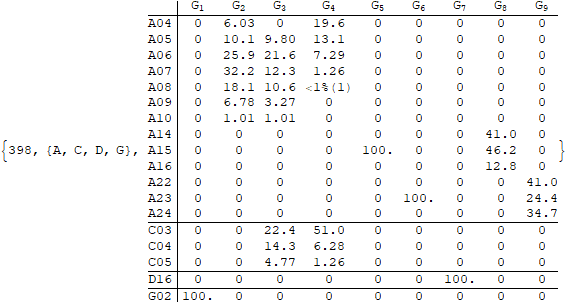 G1 G2 G3 G4 G5 G6 G7 G8 G9
A04 0 6.03 0 19.6 0 0 0 0 0
A05 0 10.1 9.80 13.1 0 0 0 0 0
A06 0 25.9 21.6 7.29 0 0 0 0 0
A07 0 32.2 12.3 1.26 0 0 0 0 0
A08 0 18.1 10.6 <1%(1) 0 0 0 0 0
A09 0 6.78 3.27 0 0 0 0 0 0
A10 0 1.01 1.01 0 0 0 0 0 0
A14 0 0 0 0 0 0 0 41.0 0
{398, {A, C, D, G}, A15 0 0 0 0 100. 0 0 46.2 0 }
A16 0 0 0 0 0 0 0 12.8 0
A22 0 0 0 0 0 0 0 0 41.0
A23 0 0 0 0 0 100. 0 0 24.4
A24 0 0 0 0 0 0 0 0 34.7
C03 0 0 22.4 51.0 0 0 0 0 0
C04 0 0 14.3 6.28 0 0 0 0 0
C05 0 0 4.77 1.26 0 0 0 0 0
D16 0 0 0 0 0 0 100. 0 0
G02 100. 0 0 0 0 0 0 0 0